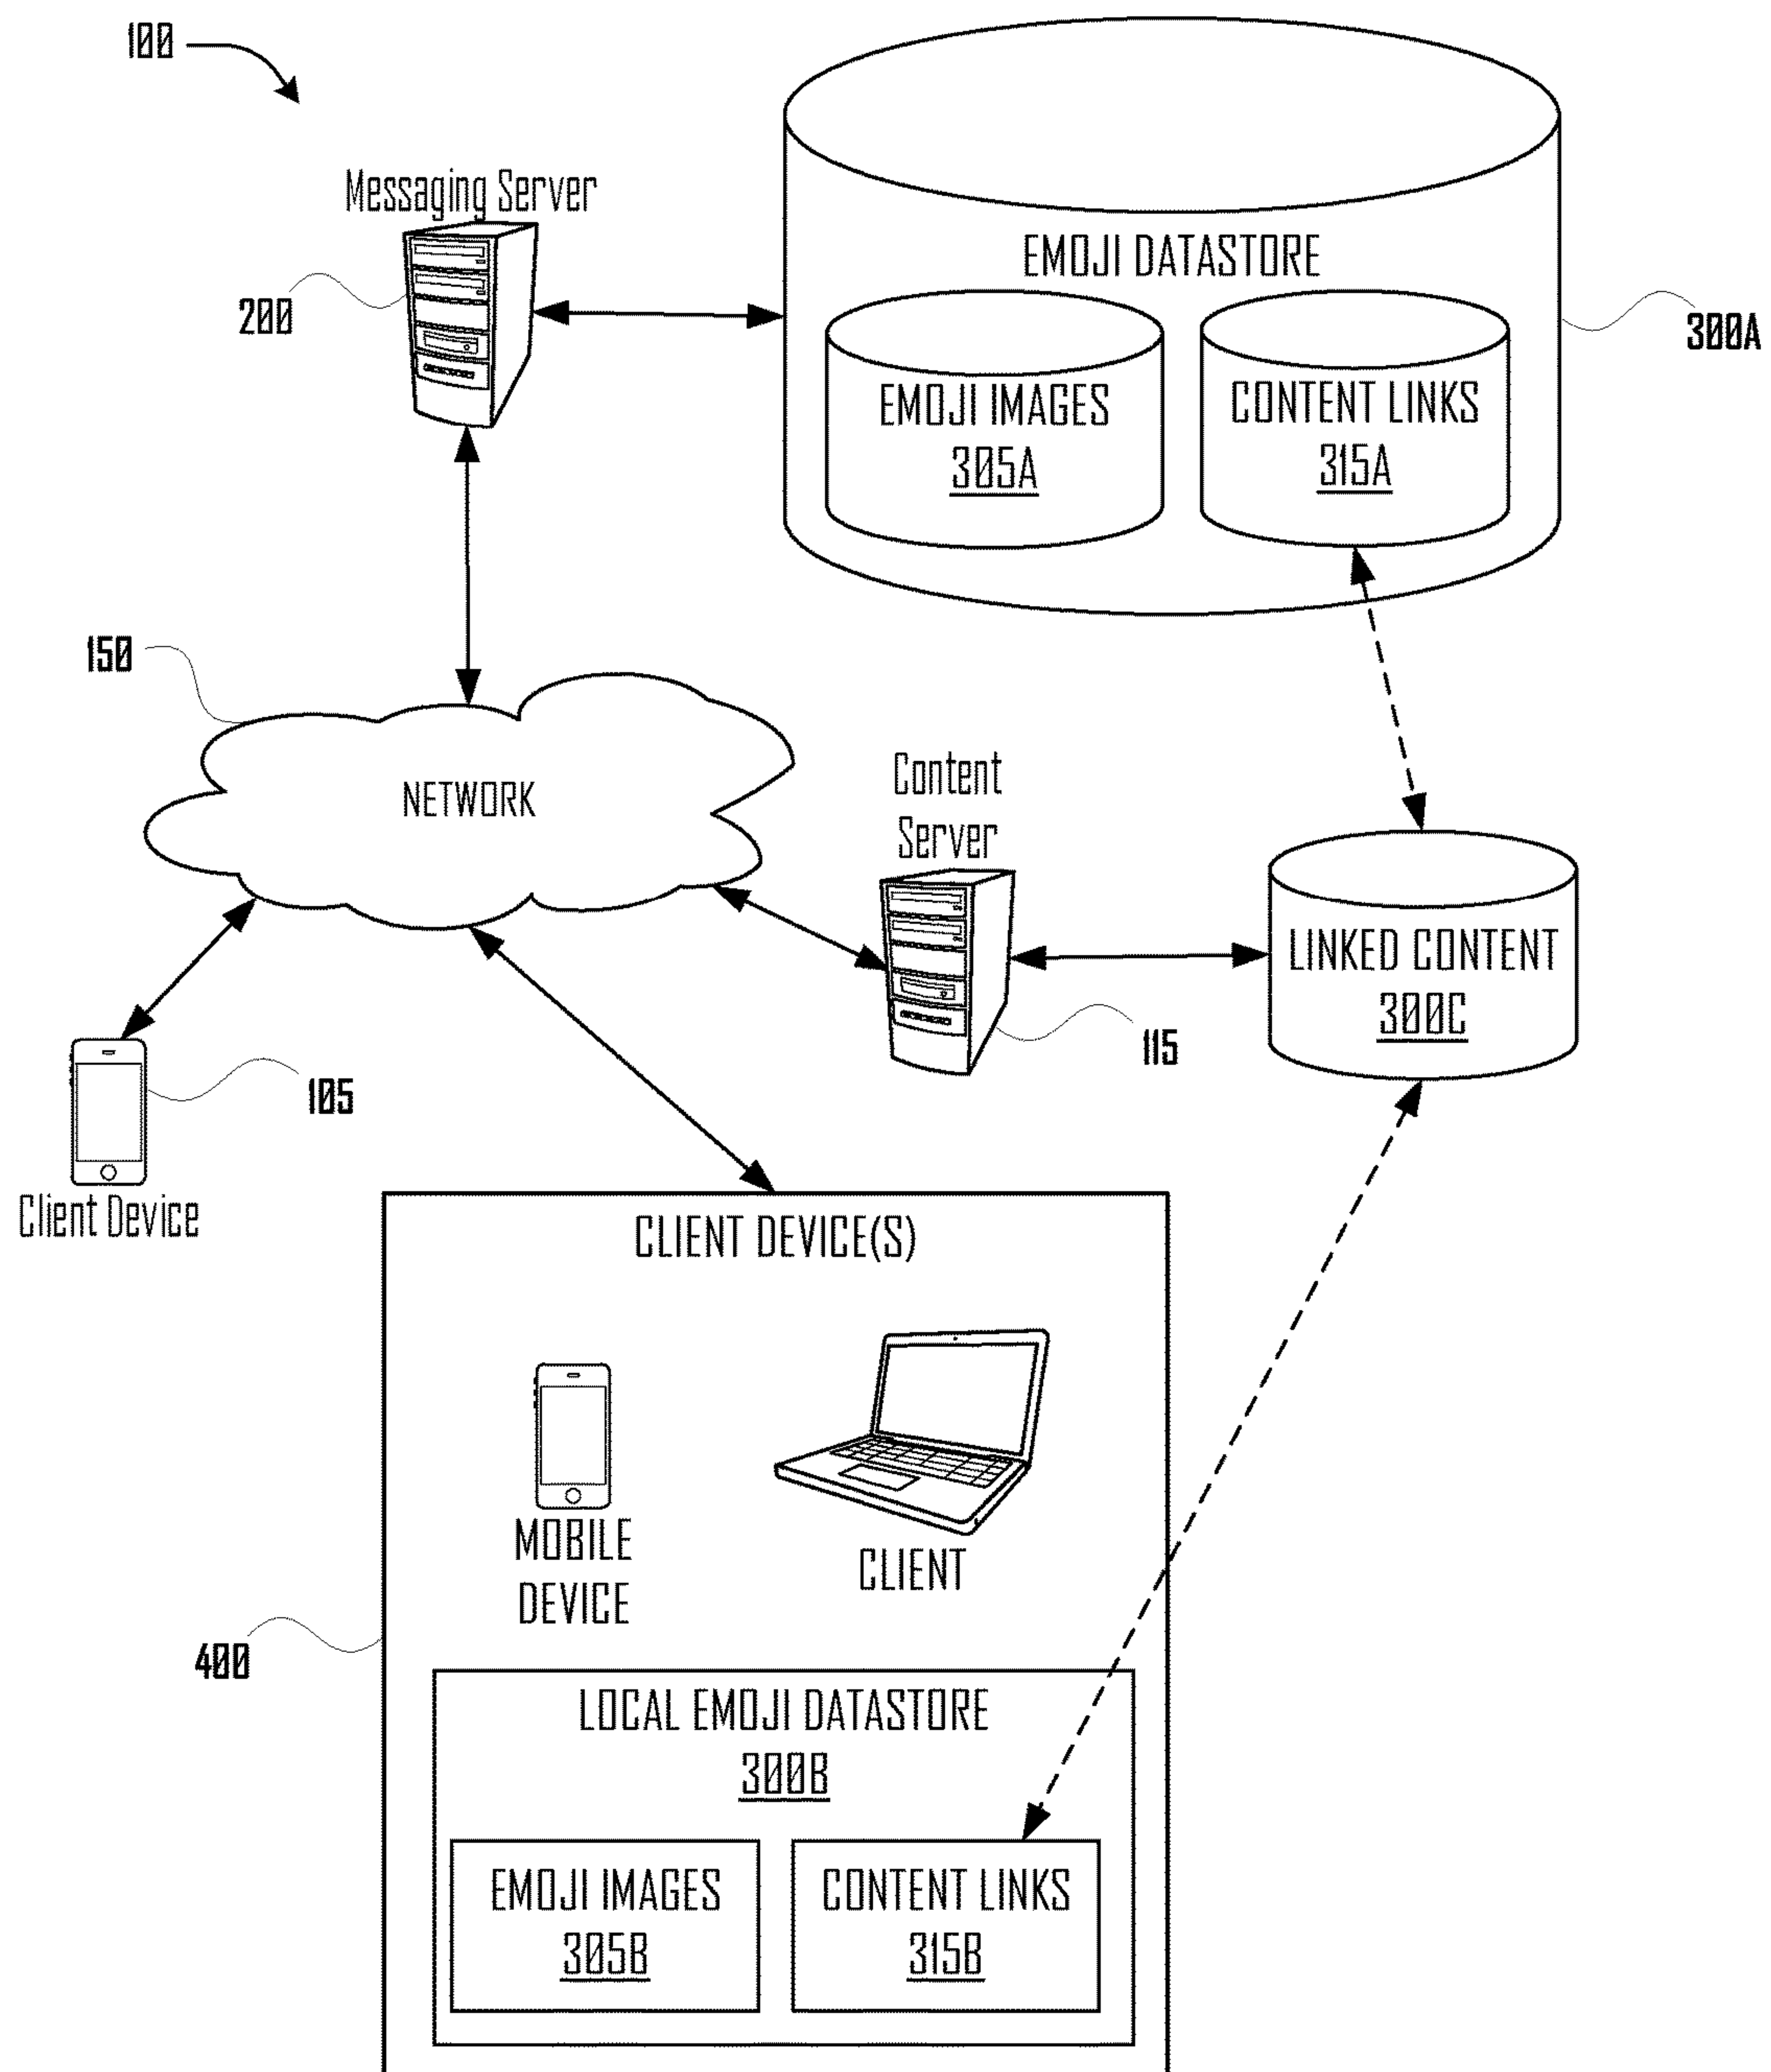 100
Messaging Server
200
EMOJI DATASTORE
300A
EMOJI IMAGES
305A
CONTENT LINKS
315A
150
NETWORK
Content
Server
115
LINKED CONTENT
300C
105
Client Device
CLIENT DEVICE(S)
MOBILE
DEVICE
CLIENT
400
LOCAL EMOJI DATASTORE
300B
EMOJI IMAGES
305B
CONTENT LINKS
315B